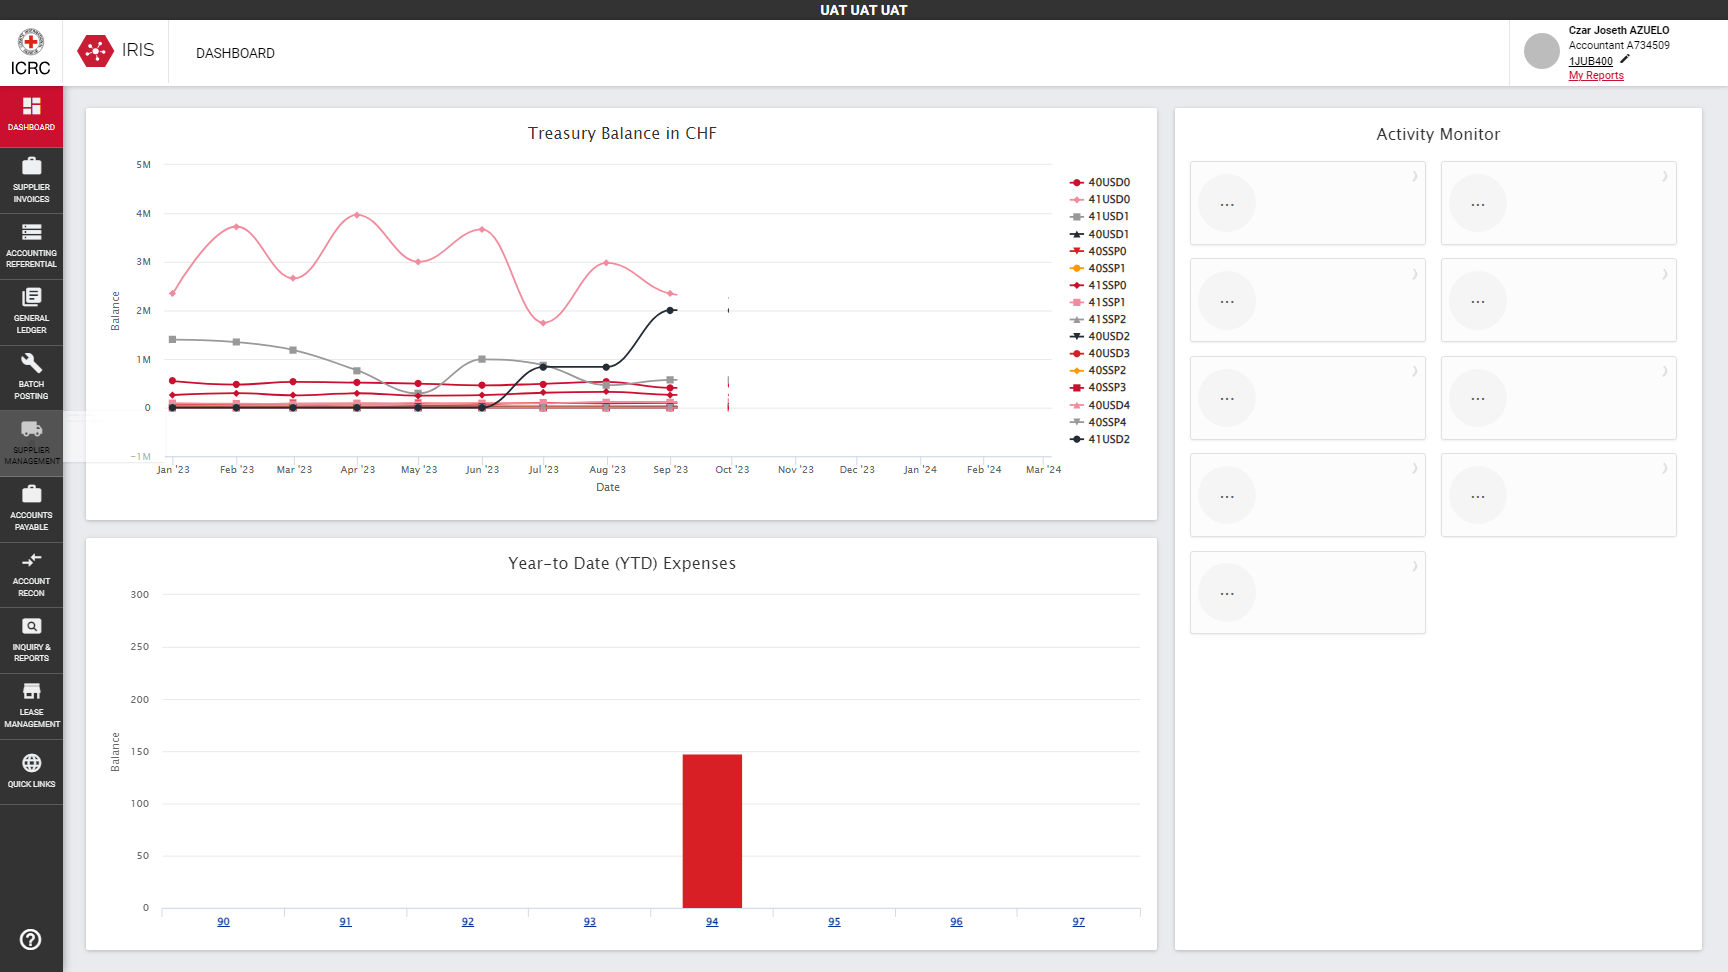 UAT UAT UAT
ICRC
IRIS
DASHBOARD
Czar Joseth AZUELO
Accountant A734509
1JUB400
My Reports
DASHBOARD
SUPPLIER
INVOICES
ACCOUNTING
REFERENTIAL
GENERAL
LEDGER
BATCH
POSTING
SUPPLIER
MANAGEMENT
ACCOUNTS
PAYABLE
ACCOUNT
RECON
INQUIRY &
REPORTS
LEASE
MANAGEMENT
QUICK LINKS
Treasury Balance in CHF
Balance
5M
4M
3M
2M
1M
0
-1M
Jan '23 Feb '23 Mar '23 Apr '23 May '23 Jun '23 Jul '23 Aug '23 Sep '23 Oct '23 Nov '23 Dec '23 Jan '24 Feb '24 Mar '24
Date
40USD0
41USD0
41USD1
40USD1
40SSP0
40SSP1
41SSP0
41SSP1
41SSP2
40USD2
40USD3
40SSP2
40SSP3
40USD4
40SSP4
41USD2
Year-to Date (YTD) Expenses
Balance
300
250
200
150
100
50
0
90 91 92 93 94 95 96 97
Activity Monitor
... ...
... ...
... ...
... ...
...